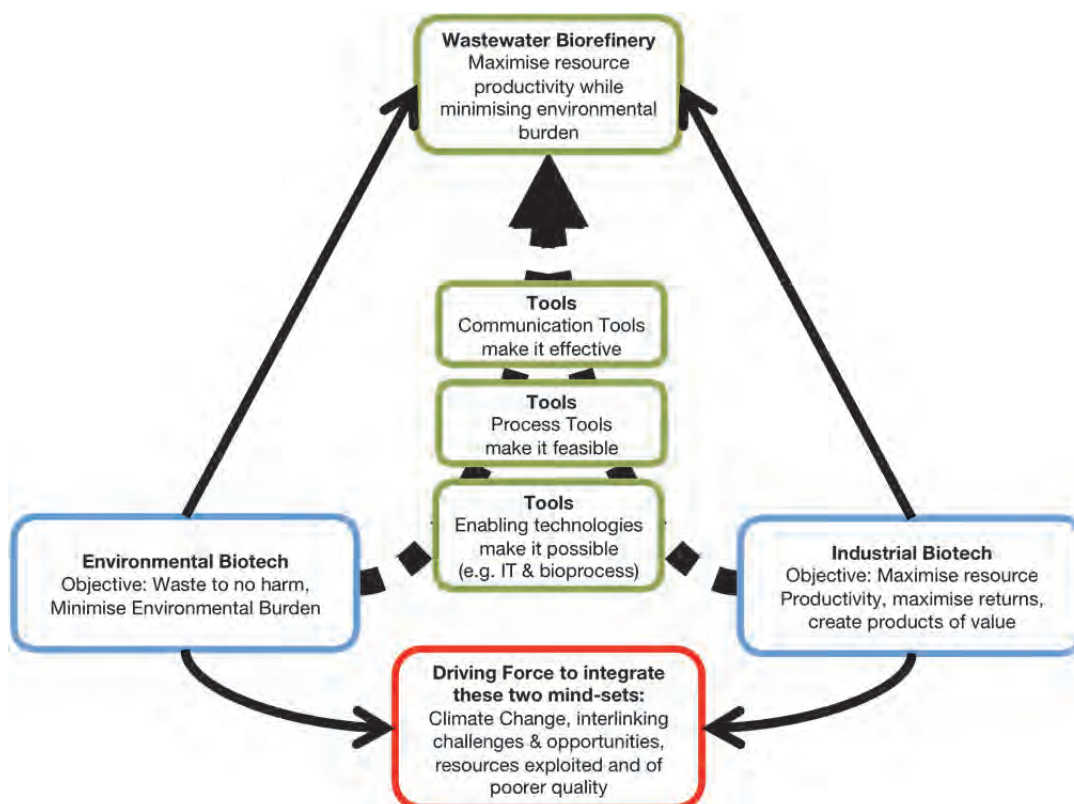 Wastewater Biorefinery
Maximise resource
productivity while
minimising environmental
burden
Tools
Communication Tools
make it effective
Tools
Process Tools
make it feasible
Tools
Enabling technologies
make it possible
(e.g. IT & bioprocess)
Environmental Biotech
Objective: Waste to no harm,
Minimise Environmental Burden
Industrial Biotech
Objective: Maximise resource
Productivity, maximise returns,
create products of value
Driving Force to integrate
these two mind-sets:
Climate Change, interlinking
challenges & opportunities,
resources exploited and of
poorer quality